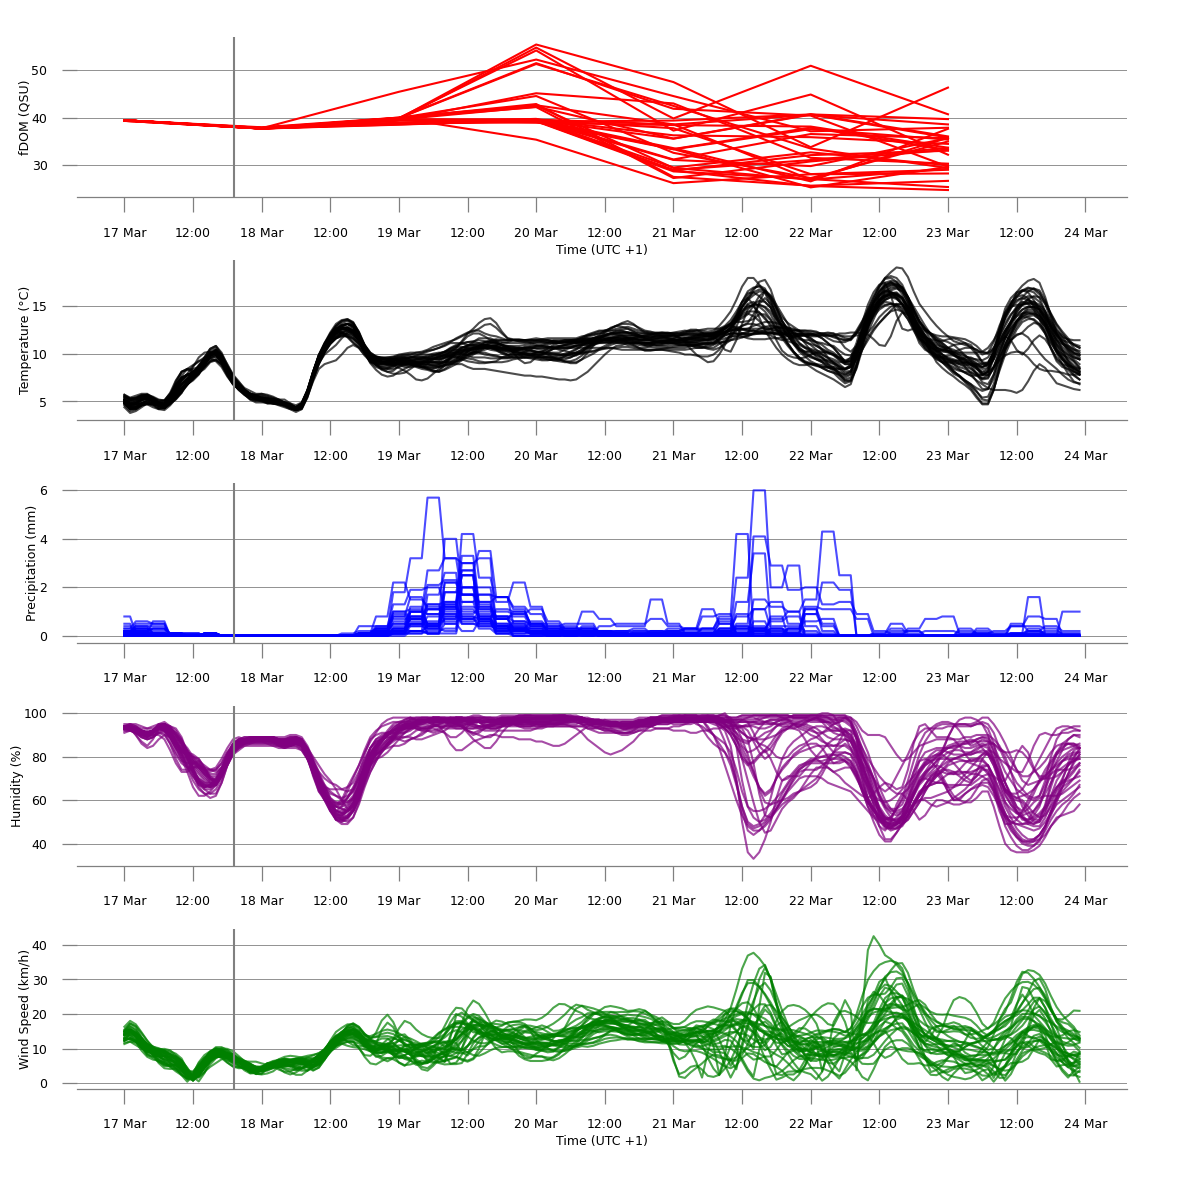 fDOM (QSU)
50
40
30
17 Mar 12:00 18 Mar 12:00 19 Mar 12:00 20 Mar 12:00 21 Mar 12:00 22 Mar 12:00 23 Mar 12:00 24 Mar
Time (UTC +1)
Temperature (°C)
15
10
5
17 Mar 12:00 18 Mar 12:00 19 Mar 12:00 20 Mar 12:00 21 Mar 12:00 22 Mar 12:00 23 Mar 12:00 24 Mar
Precipitation (mm)
6
4
2
0
17 Mar 12:00 18 Mar 12:00 19 Mar 12:00 20 Mar 12:00 21 Mar 12:00 22 Mar 12:00 23 Mar 12:00 24 Mar
Humidity (%)
100
80
60
40
17 Mar 12:00 18 Mar 12:00 19 Mar 12:00 20 Mar 12:00 21 Mar 12:00 22 Mar 12:00 23 Mar 12:00 24 Mar
Wind Speed (km/h)
40
30
20
10
0
17 Mar 12:00 18 Mar 12:00 19 Mar 12:00 20 Mar 12:00 21 Mar 12:00 22 Mar 12:00 23 Mar 12:00 24 Mar
Time (UTC +1)